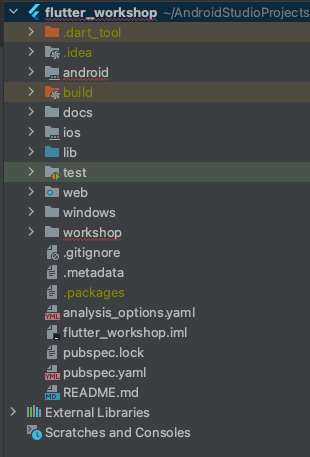 flutter_workshop ~/AndroidStudioProjects
.dart_tool
.idea
android
build
docs
ios
lib
test
web
windows
workshop
.gitignore
.metadata
.packages
analysis_options.yaml
flutter_workshop.iml
pubspec.lock
pubspec.yaml
README.md
External Libraries
Scratches and Consoles